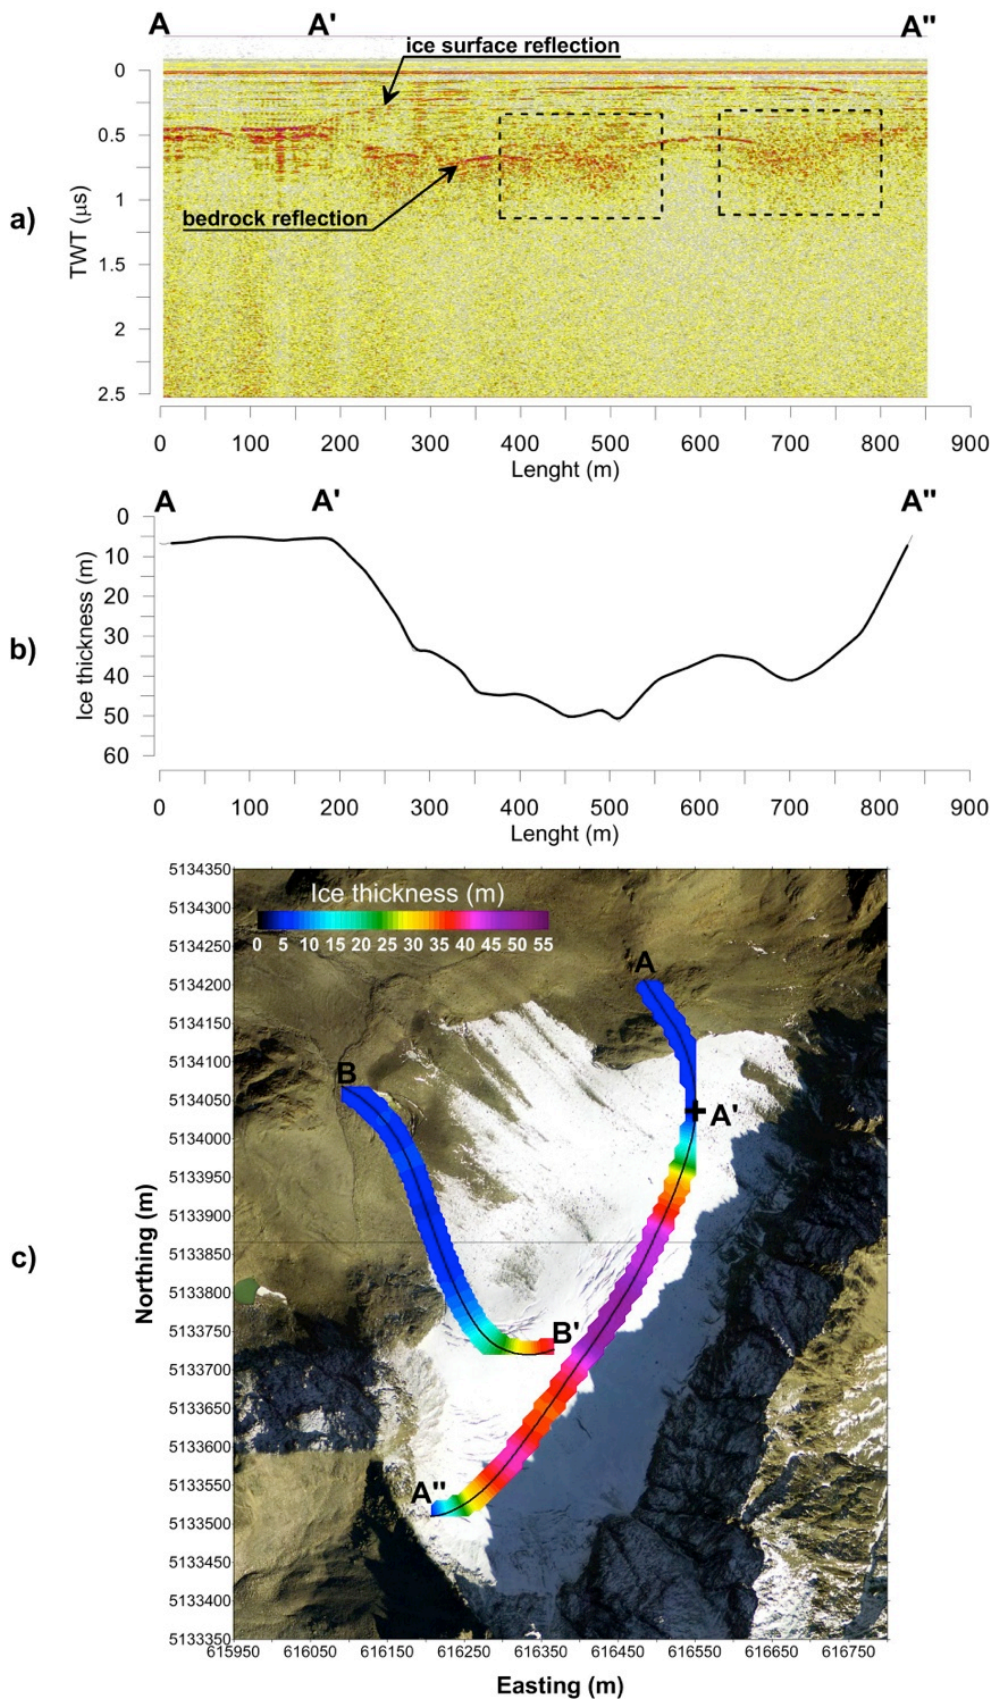 A A' A"
ice surface reflection
0
0.5
1
1.5
2
2.5
TWT (µs)
a)
bedrock reflection
0 100 200 300 400 500 600 700 800 900
Lenght (m)
A A' A"
0
10
20
30
40
50
60
Ice thickness (m)
b)
0 100 200 300 400 500 600 700 800 900
Lenght (m)
5134350
5134300
5134250
5134200
5134150
5134100
5134050
5134000
5133950
5133900
5133850
5133800
5133750
5133700
5133650
5133600
5133550
5133500
5133450
5133400
5133350
Northing (m)
c)
Ice thickness (m)
0 5 10 15 20 25 30 35 40 45 50 55
A
B
A'
B'
A"
615950 616050 616150 616250 616350 616450 616550 616650 616750
Easting (m)